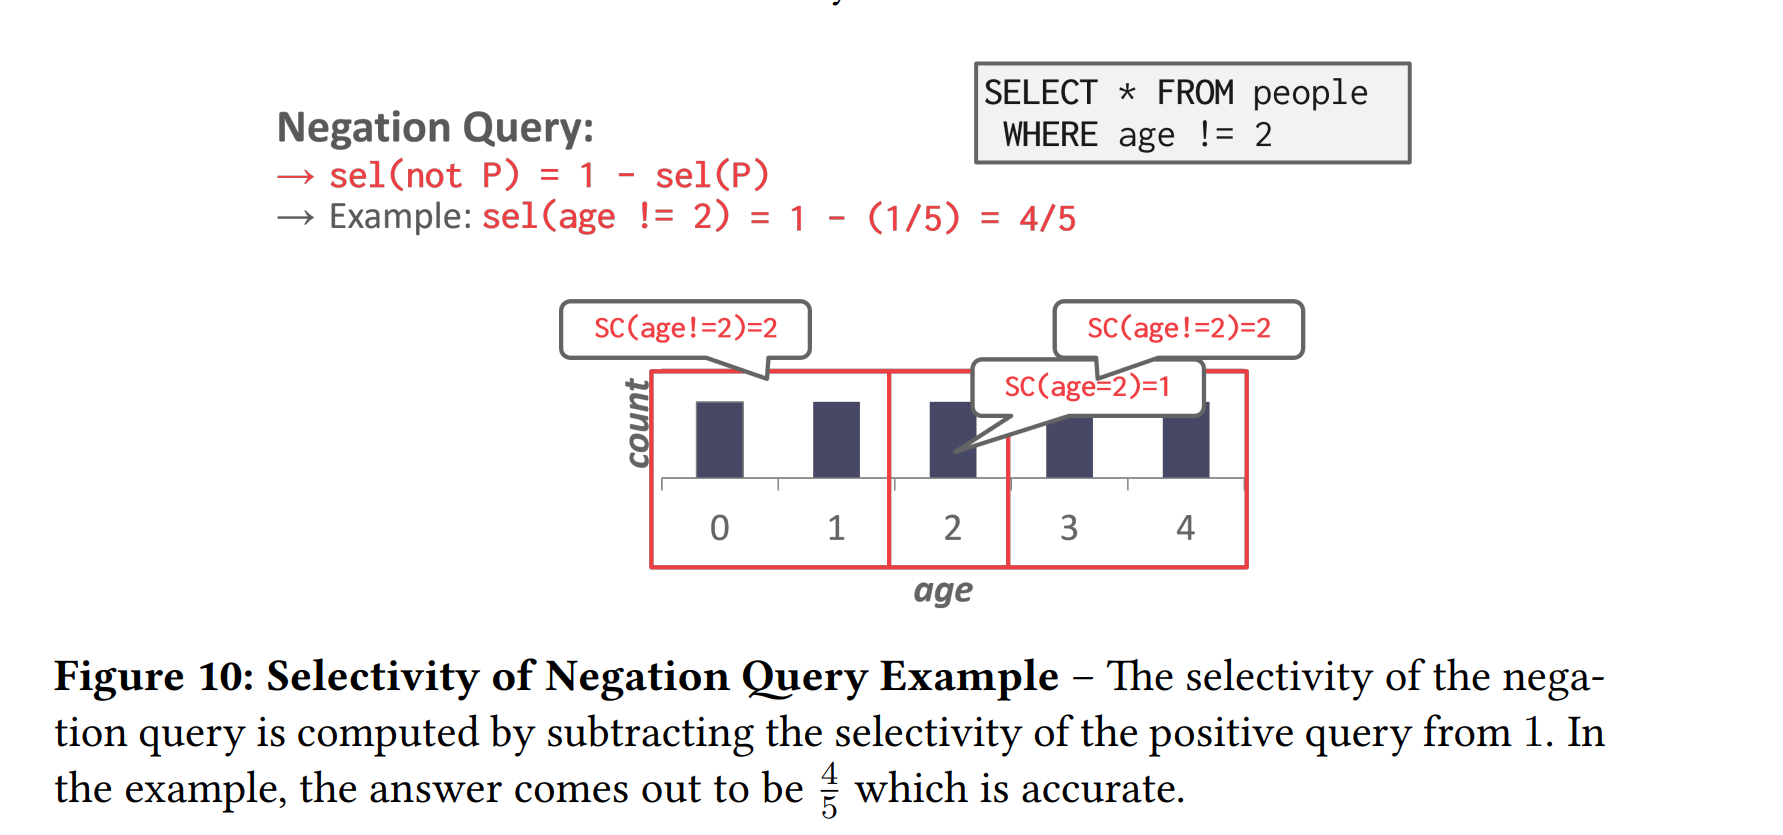 SELECT * FROM people
WHERE age != 2
Negation Query:
→ sel(not P) = 1 - sel(P)
→ Example: sel(age != 2) = 1 - (1/5) = 4/5
SC(age!=2)=2
SC(age!=2)=2
SC(age=2)=1
count
0 1 2 3 4
age
Figure 10: Selectivity of Negation Query Example – The selectivity of the nega-
tion query is computed by subtracting the selectivity of the positive query from 1. In
the example, the answer comes out to be 4/5 which is accurate.